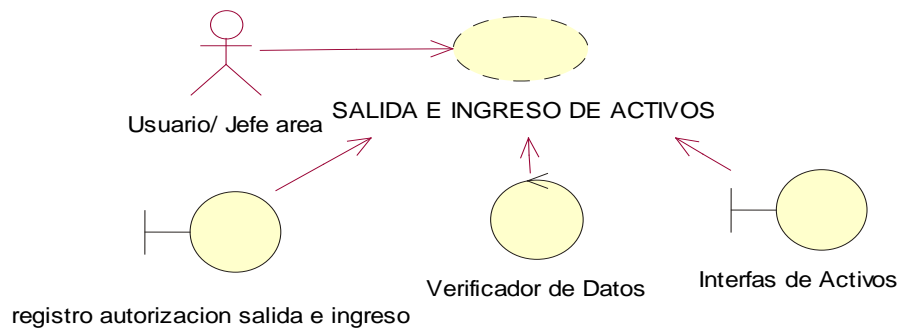 Usuario/ Jefe area
SALIDA E INGRESO DE ACTIVOS
registro autorizacion salida e ingreso
Verificador de Datos
Interfas de Activos